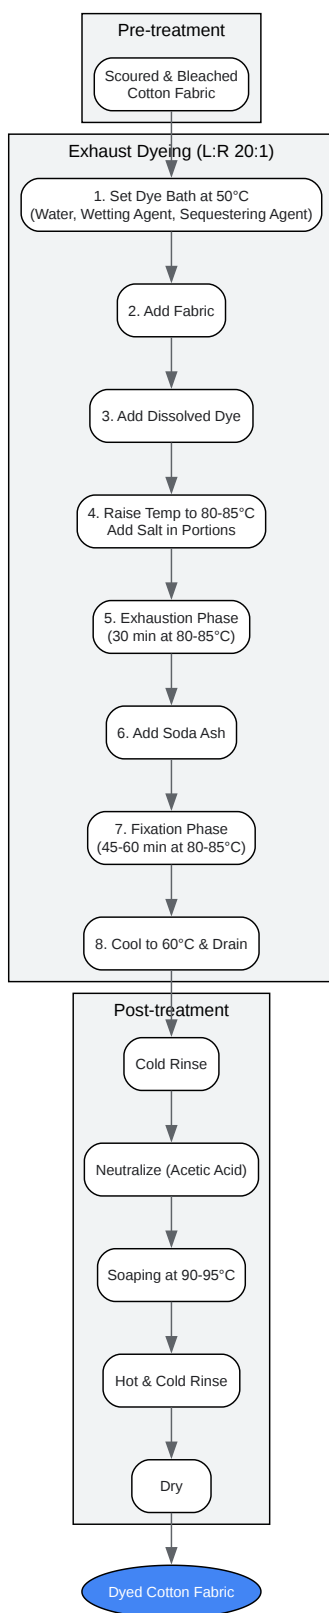 Pre-treatment
Scoured & Bleached
Cotton Fabric
Exhaust Dyeing (L:R 20:1)
1. Set Dye Bath at 50°C
(Water, Wetting Agent, Sequestering Agent)
2. Add Fabric
3. Add Dissolved Dye
4. Raise Temp to 80-85°C
Add Salt in Portions
5. Exhaustion Phase
(30 min at 80-85°C)
6. Add Soda Ash
7. Fixation Phase
(45-60 min at 80-85°C)
8. Cool to 60°C & Drain
Post-treatment
Cold Rinse
Neutralize (Acetic Acid)
Soaping at 90-95°C
Hot & Cold Rinse
Dry
Dyed Cotton Fabric